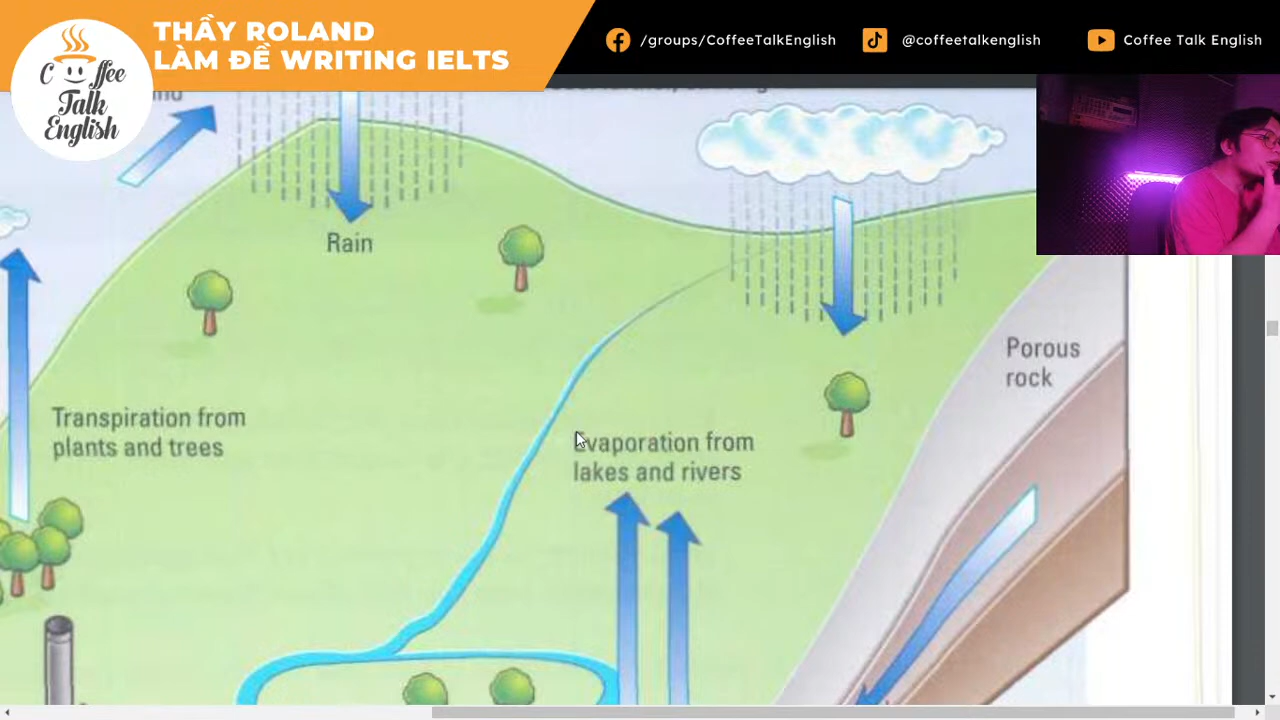 THẦY ROLAND
LÀM ĐỀ WRITING IELTS
/groups/CoffeeTalkEnglish
@coffeetalkenglish
Coffee Talk English
Coffee
Talk
English
Rain
Porous
rock
Transpiration from
plants and trees
Evaporation from
lakes and rivers